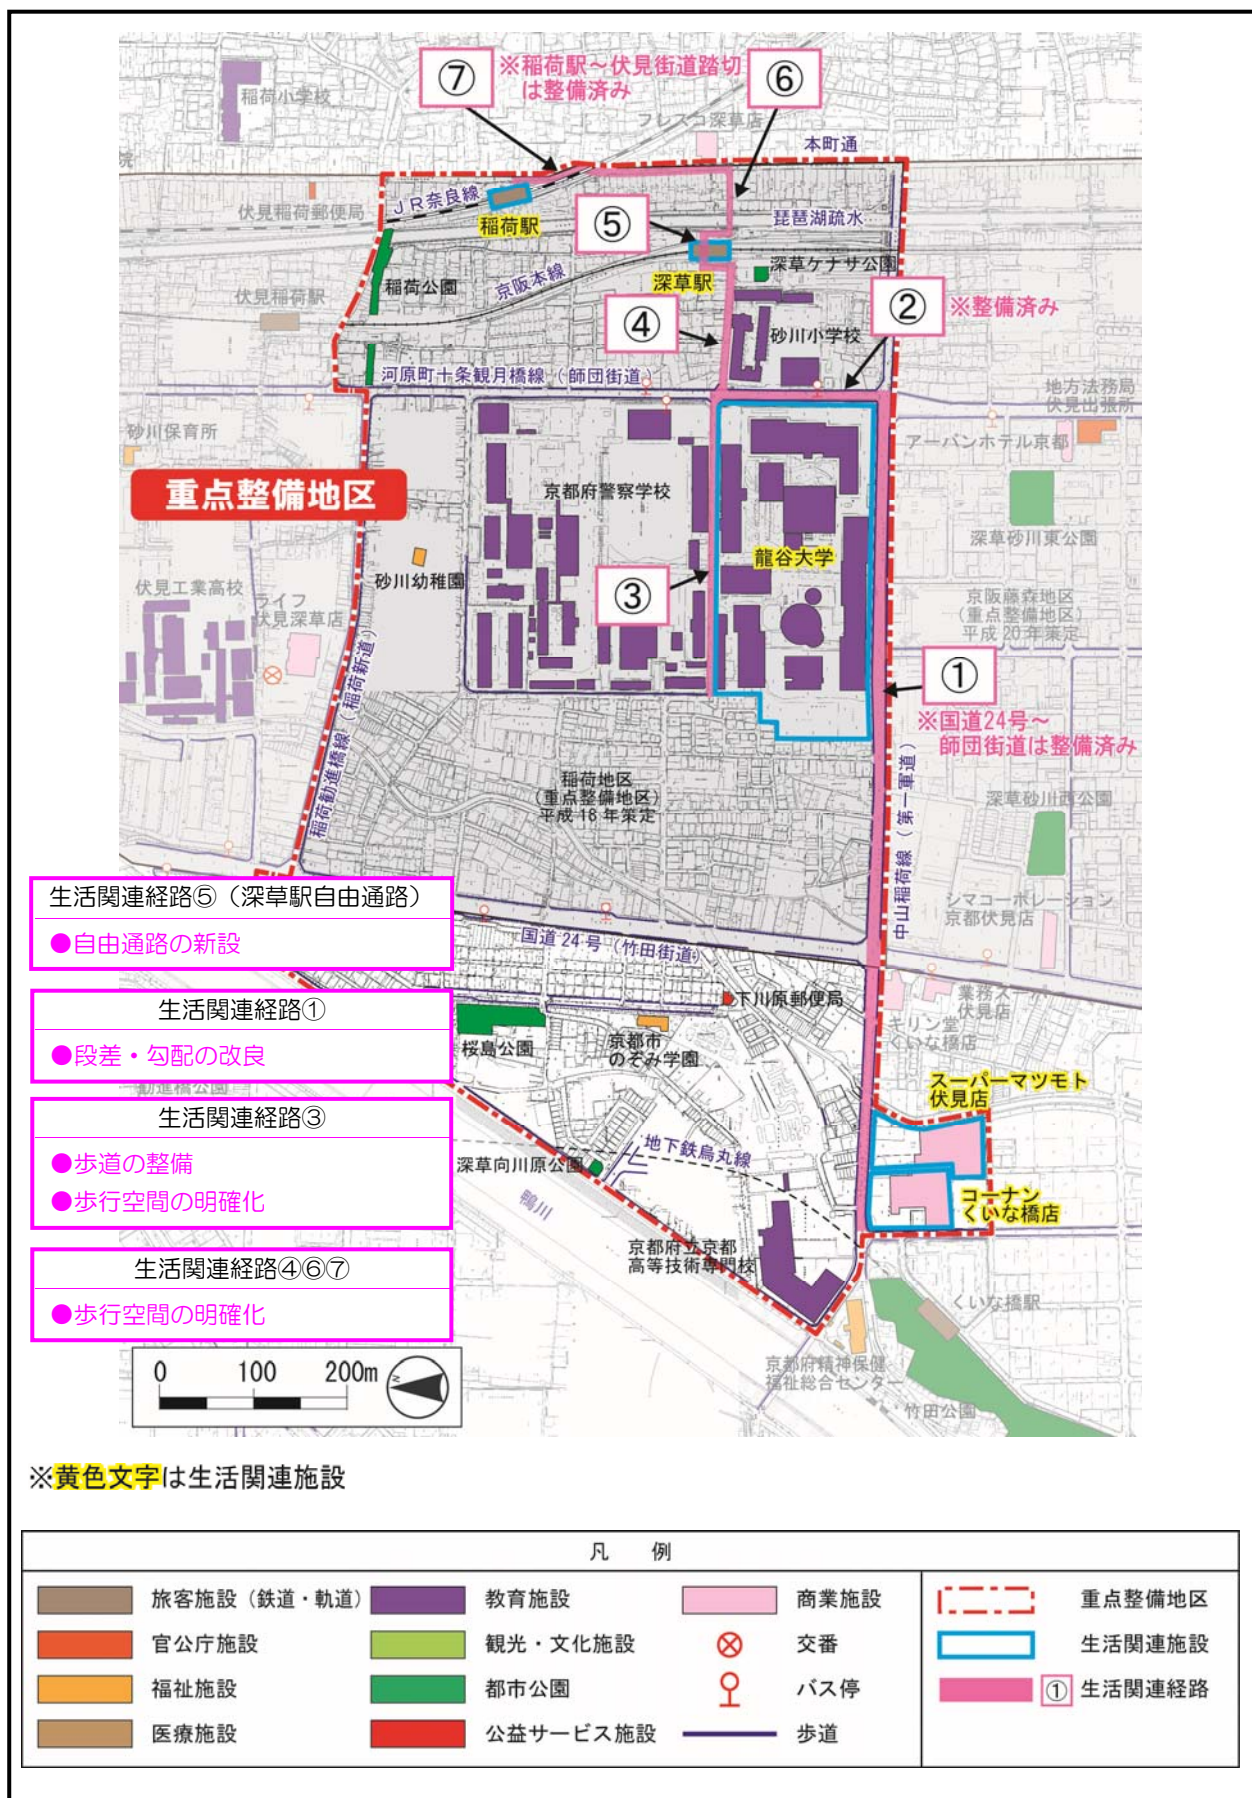 ⑦
※稲荷駅～伏見街道踏切
は整備済み
⑥
稲荷小学校
フレスコ深草店
本町通
院
JR奈良線
伏見稲荷郵便局
稲荷駅
⑤
琵琶湖疏水
深草駅
深草ケナサ公園
稲荷公園
京阪本線
伏見稲荷駅
④
②
※整備済み
砂川小学校
河原町十条観月橋線（師団街道）
地方法務局
伏見出張所
砂川保育所
アーバンホテル京都
重点整備地区
京都府警察学校
深草砂川東公園
龍谷大学
砂川幼稚園
伏見工業高校
ライフ
伏見深草店
③
京阪藤森地区
（重点整備地区）
平成20年策定
①
※国道24号～
師団街道は整備済み
稲荷勧進橋線（稲荷新道）
稲荷地区
（重点整備地区）
平成18年策定
深草砂川西公園
中山稲荷線（第一軍道）
シマコーポレーション
京都伏見店
生活関連経路⑤（深草駅自由通路）
●自由通路の新設
国道24号（竹田街道）
下川原郵便局
業務スーパー
伏見店
キリン堂
くいな橋店
生活関連経路①
●段差・勾配の改良
桜島公園
京都市
のぞみ学園
勧進橋公園
スーパーマツモト
伏見店
生活関連経路③
●歩道の整備
●歩行空間の明確化
地下鉄烏丸線
深草向川原公園
鴨川
コーナン
くいな橋店
京都府立京都
高等技術専門校
生活関連経路④⑥⑦
●歩行空間の明確化
くいな橋駅
京都府精神保健
福祉総合センター
竹田公園
0 100 200m
N
※黄色文字は生活関連施設
凡 例
旅客施設（鉄道・軌道） 教育施設 商業施設 重点整備地区
官公庁施設 観光・文化施設 交番 生活関連施設
福祉施設 都市公園 バス停 ① 生活関連経路
医療施設 公益サービス施設 歩道